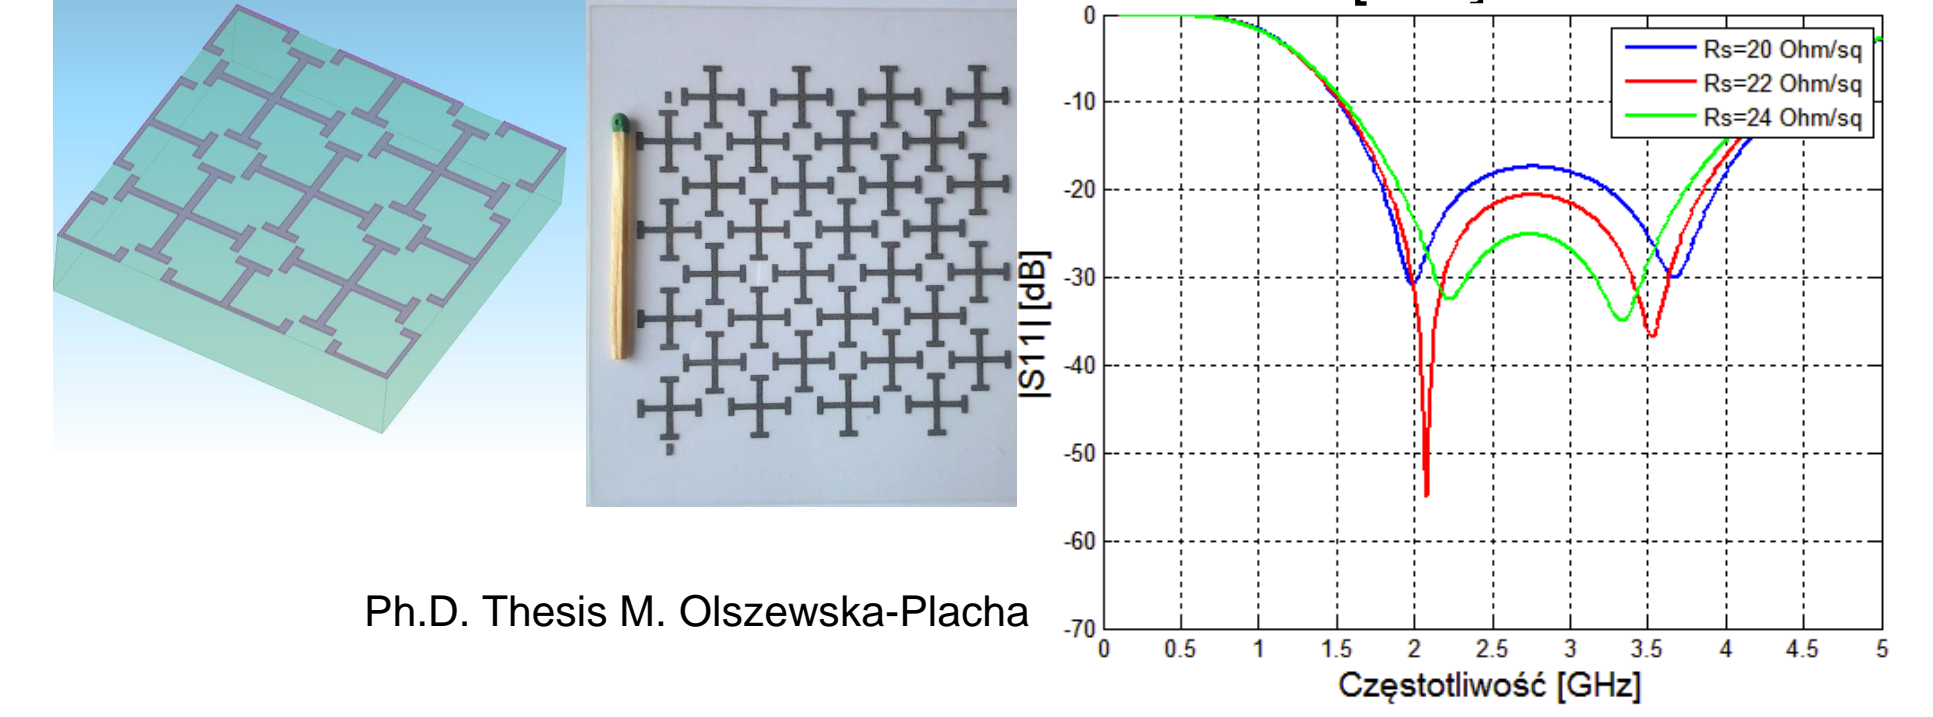 Rs=20 Ohm/sq
Rs=22 Ohm/sq
Rs=24 Ohm/sq
0
-10
-20
-30
-40
-50
-60
-70
|S11| [dB]
0 0.5 1 1.5 2 2.5 3 3.5 4 4.5 5
Częstotliwość [GHz]
Ph.D. Thesis M. Olszewska-Placha